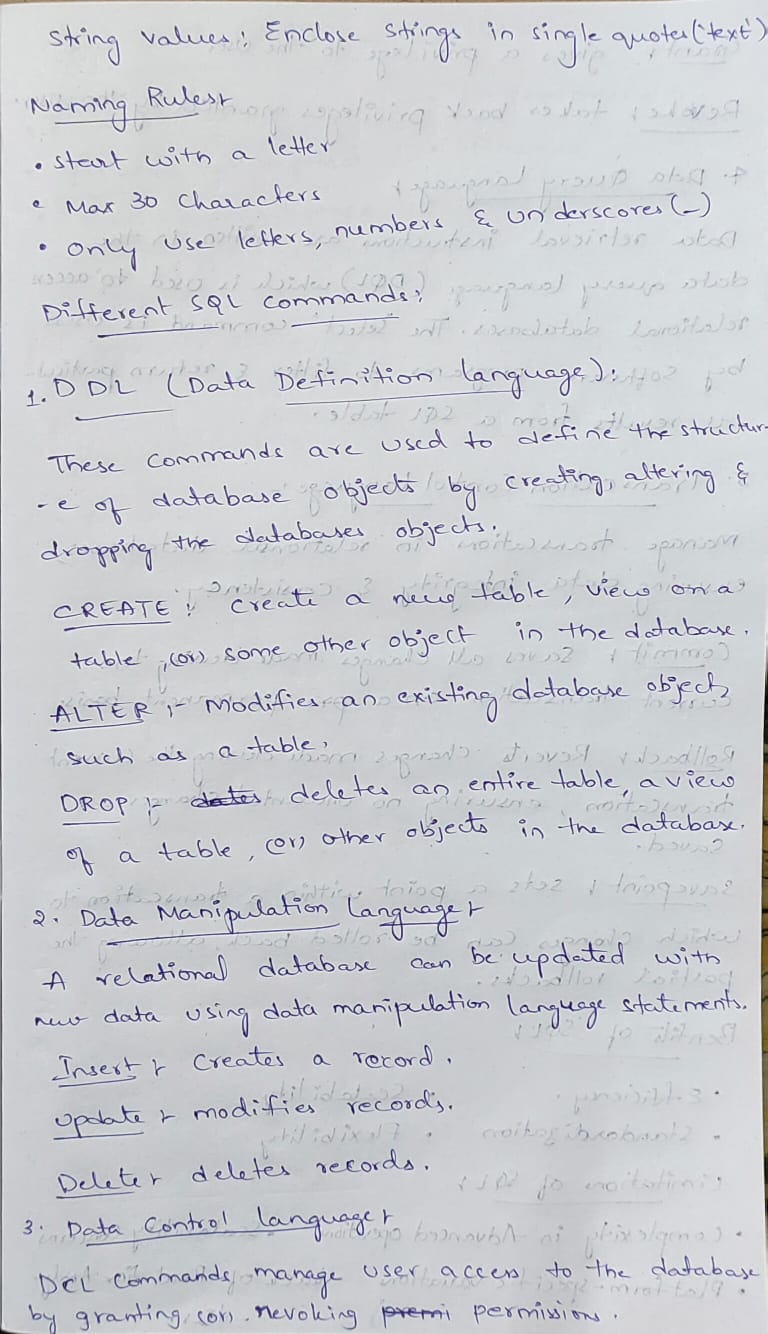 String values: Enclose strings in single quotes ('text')
Naming Rules:-
• start with a letter
• Max 30 characters
• only use letters, numbers & underscores (_)
Different SQL commands:
1. DDL (Data Definition language):
These commands are used to define the structur-
-e of database objects by creating, altering &
dropping the databases objects.
CREATE: Create a new table, view on a
table, (or) some other object in the database.
ALTER :- Modifies an existing database object,
such as a table,
DROP :- deletes an entire table, a view
of a table, (or) other objects in the database.
2. Data Manipulation language:-
A relational database can be updated with
new data using data manipulation language statements.
Insert :- Creates a record.
Update :- modifies records.
Delete :- deletes records.
3. Data Control language:-
DCL Commands manage user access to the database
by granting (or) revoking permissions.